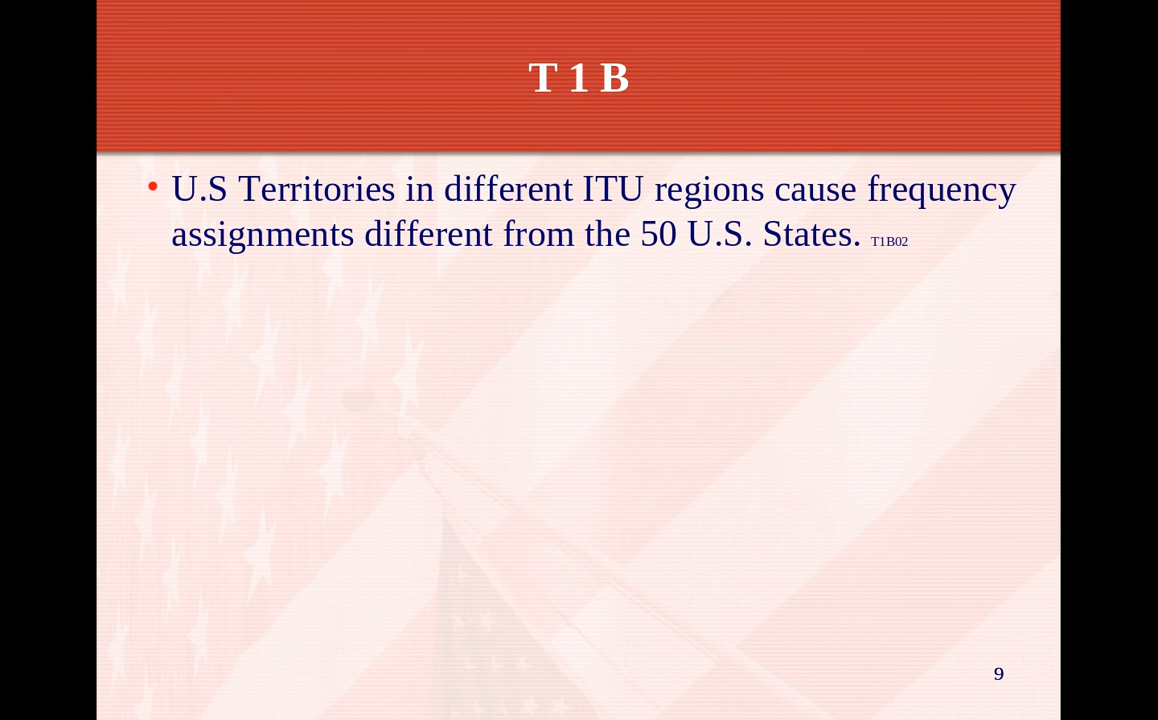 T 1 B
• U.S Territories in different ITU regions cause frequency
assignments different from the 50 U.S. States. T1B02
9